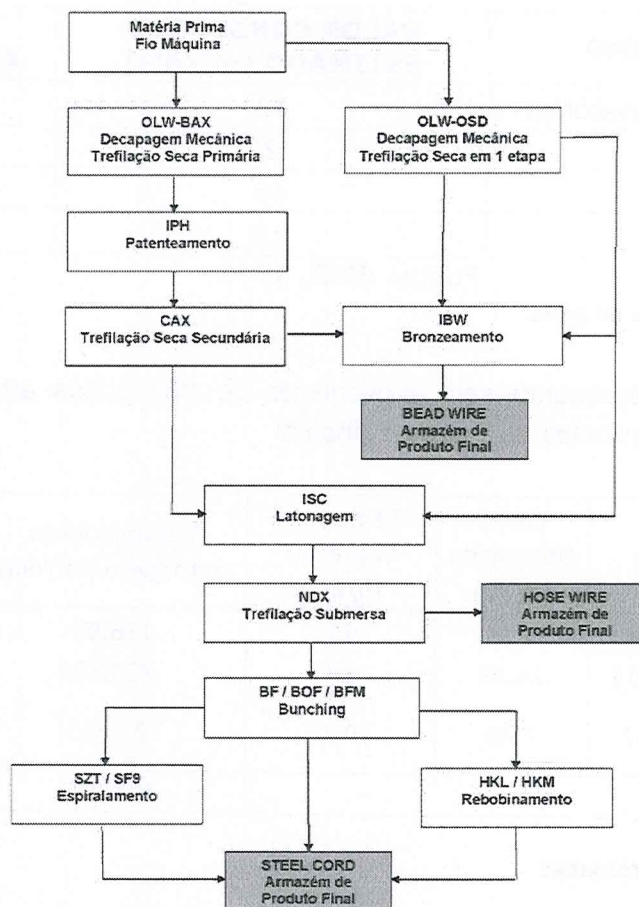 Matéria Prima
Fio Máquina
OLW-BAX
Decapagem Mecânica
Trefilação Seca Primária
OLW-OSD
Decapagem Mecânica
Trefilação Seca em 1 etapa
IPH
Patenteamento
CAX
Trefilação Seca Secundária
IBW
Bronzeamento
BEAD WIRE
Armazém de
Produto Final
ISC
Latonagem
NDX
Trefilação Submersa
HOSE WIRE
Armazém de
Produto Final
BF / BOF / BFM
Bunching
SZT / SF9
Espiralamento
HKL / HKM
Rebobinamento
STEEL CORD
Armazém de
Produto Final